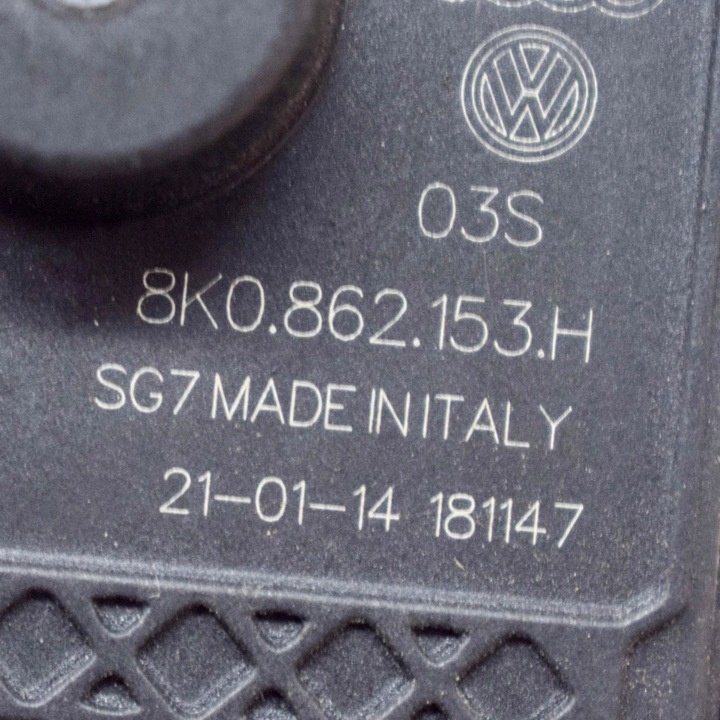 03S
8K0.862.153.H
SG7 MADE IN ITALY
21-01-14 181147